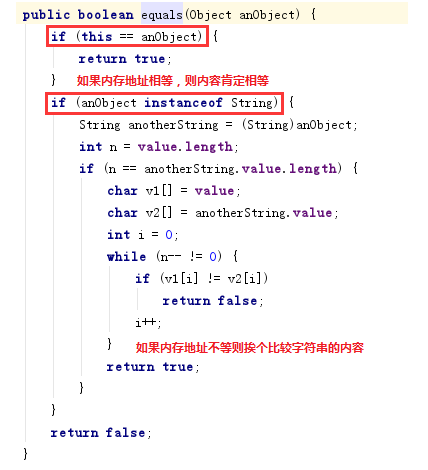 public boolean equals(Object anObject) {
if (this == anObject) {
return true;
} 如果内存地址相等，则内容肯定相等
if (anObject instanceof String) {
String anotherString = (String)anObject;
int n = value.length;
if (n == anotherString.value.length) {
char v1[] = value;
char v2[] = anotherString.value;
int i = 0;
while (n-- != 0) {
if (v1[i] != v2[i])
return false;
i++;
} 如果内存地址不等则挨个比较字符串的内容
return true;
}
}
return false;
}